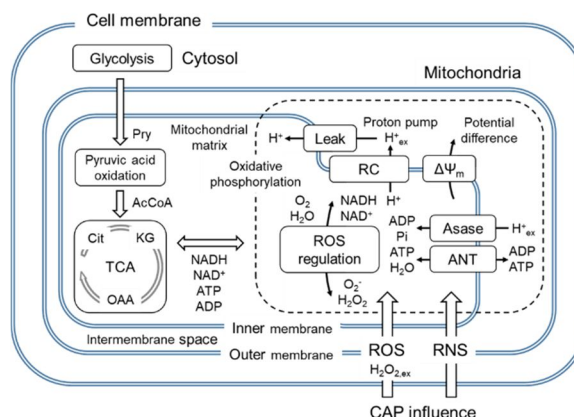 Cell membrane
Glycolysis
Cytosol
Mitochondria
Pry
Mitochondrial
matrix
Pyruvic acid
oxidation
AcCoA
Cit
KG
TCA
OAA
NADH
NAD⁺
ATP
ADP
Oxidative
phosphorylation
H⁺
Leak
Proton pump
H⁺ex
RC
H⁺
Potential
difference
ΔΨm
O₂
H₂O
NADH
NAD⁺
ROS
regulation
O₂⁻
H₂O₂
ADP
Pi
Asase
H⁺ex
ATP
H₂O
ANT
ADP
ATP
Inner membrane
Intermembrane space
Outer membrane
ROS
H₂O₂,ex
RNS
CAP influence